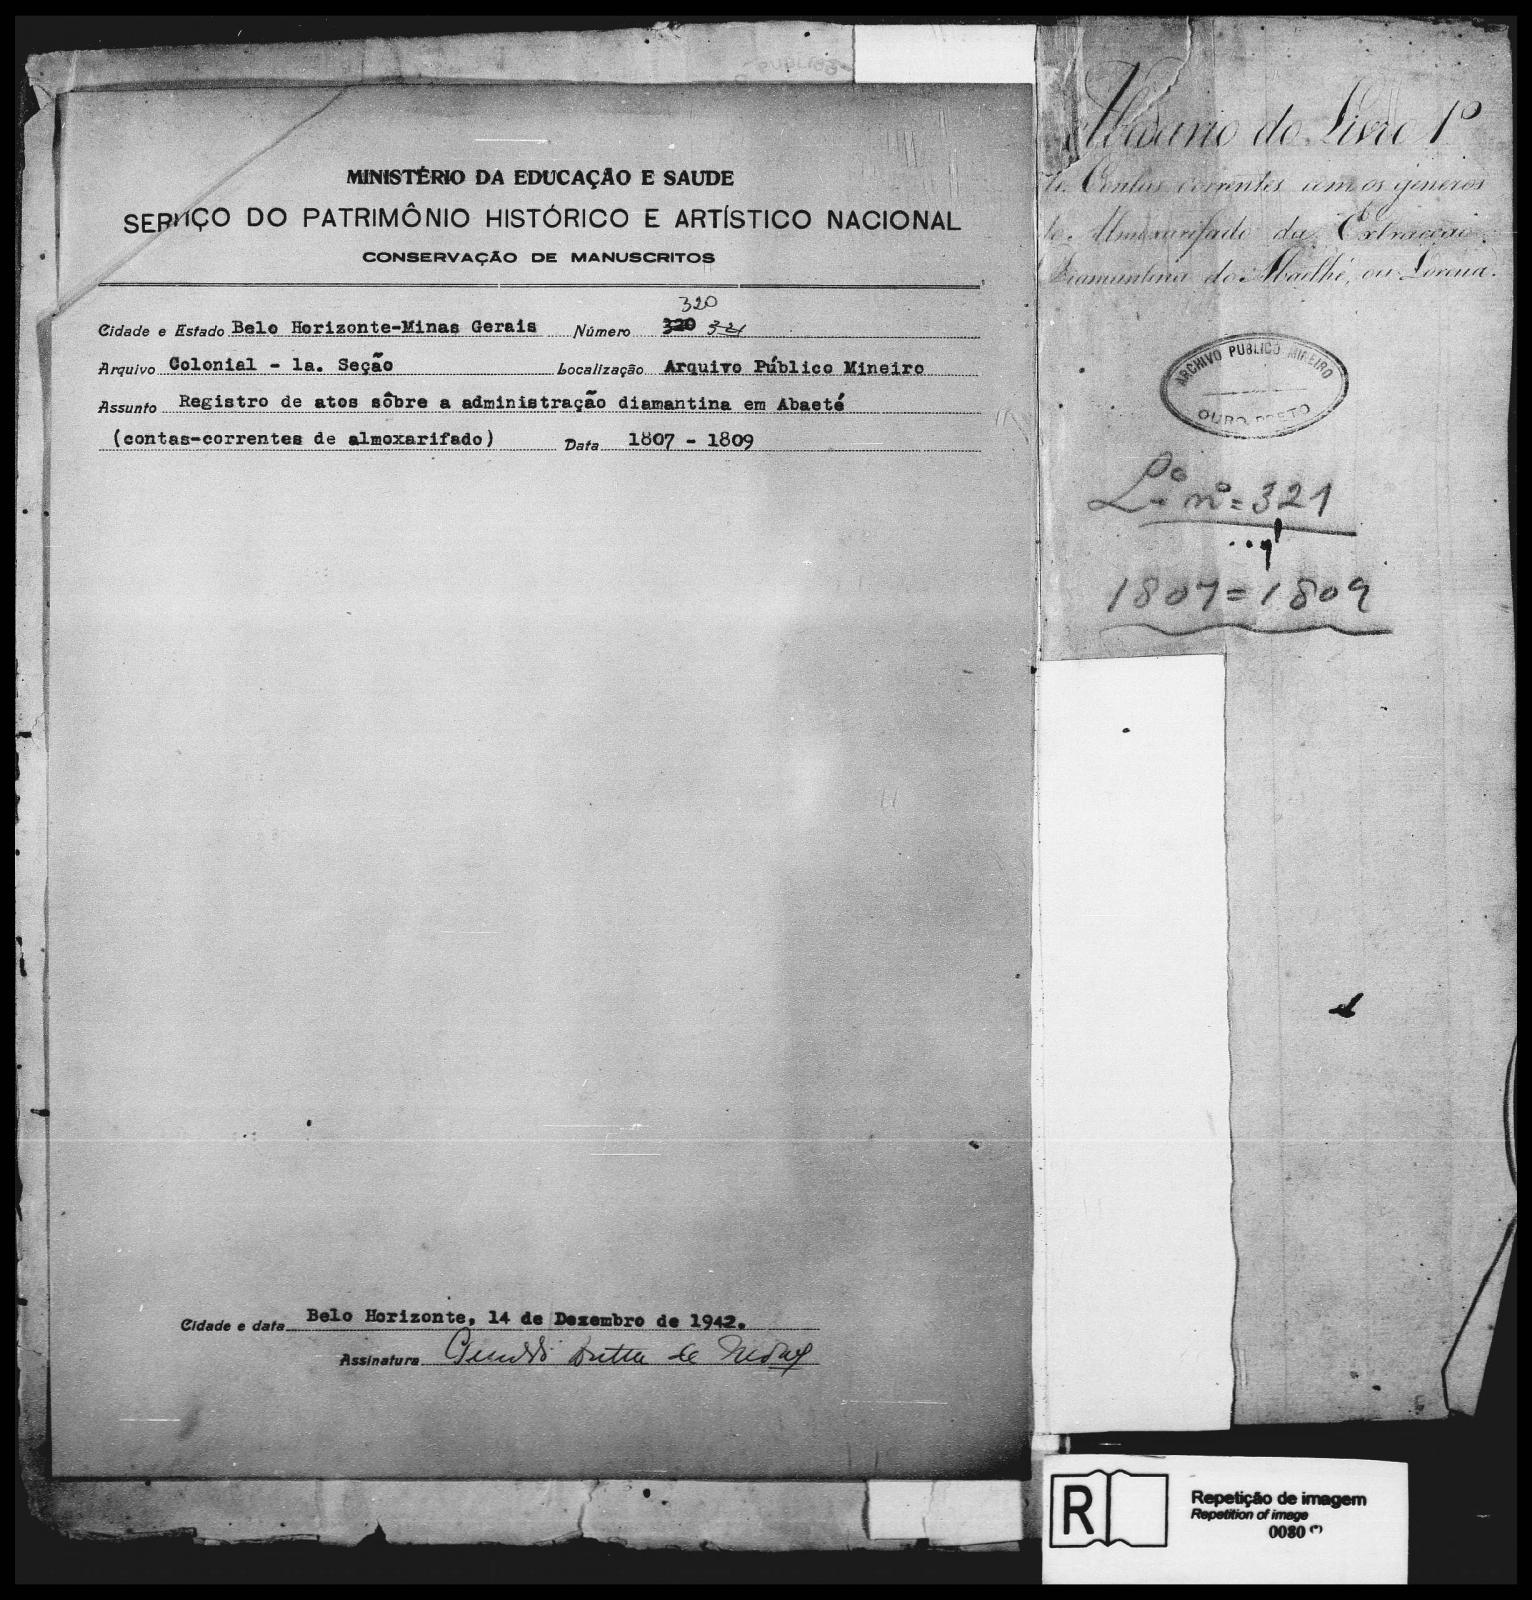 MINISTÉRIO DA EDUCAÇÃO E SAUDE
SERVIÇO DO PATRIMÔNIO HISTÓRICO E ARTÍSTICO NACIONAL
CONSERVAÇÃO DE MANUSCRITOS
320
Cidade e Estado Belo Horizonte-Minas Gerais Número 320 321
Arquivo Colonial - 1a. Seção Localização Arquivo Público Mineiro
Assunto Registro de atos sôbre a administração diamantina em Abaeté
(contas-correntes de almoxarifado) Data 1807 - 1809
Cidade e data Belo Horizonte, 14 de Dezembro de 1942.
Assinatura
do Livro 1º
de Contas correntes com os generos
Almoxarifado da Extracção
Diamantina do Abaethé, ou Lorena.
ARCHIVO PUBLICO MINEIRO
OURO PRETO
Lº nº = 321
1807 = 1809
R
Repetição de imagem
Repetition of image
0080 (*)